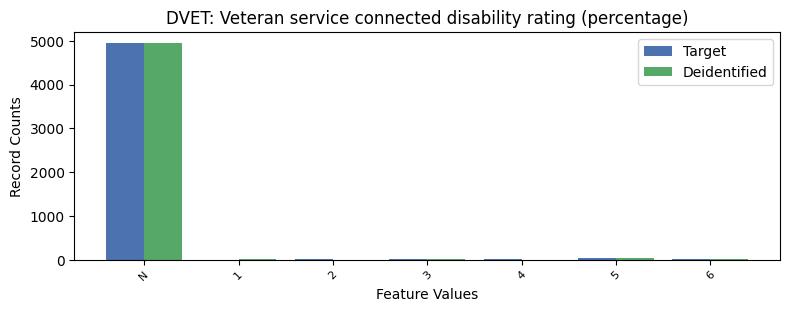 DVET: Veteran service connected disability rating (percentage)
Target
Deidentified
Record Counts
5000
4000
3000
2000
1000
0
N 1 2 3 4 5 6
Feature Values